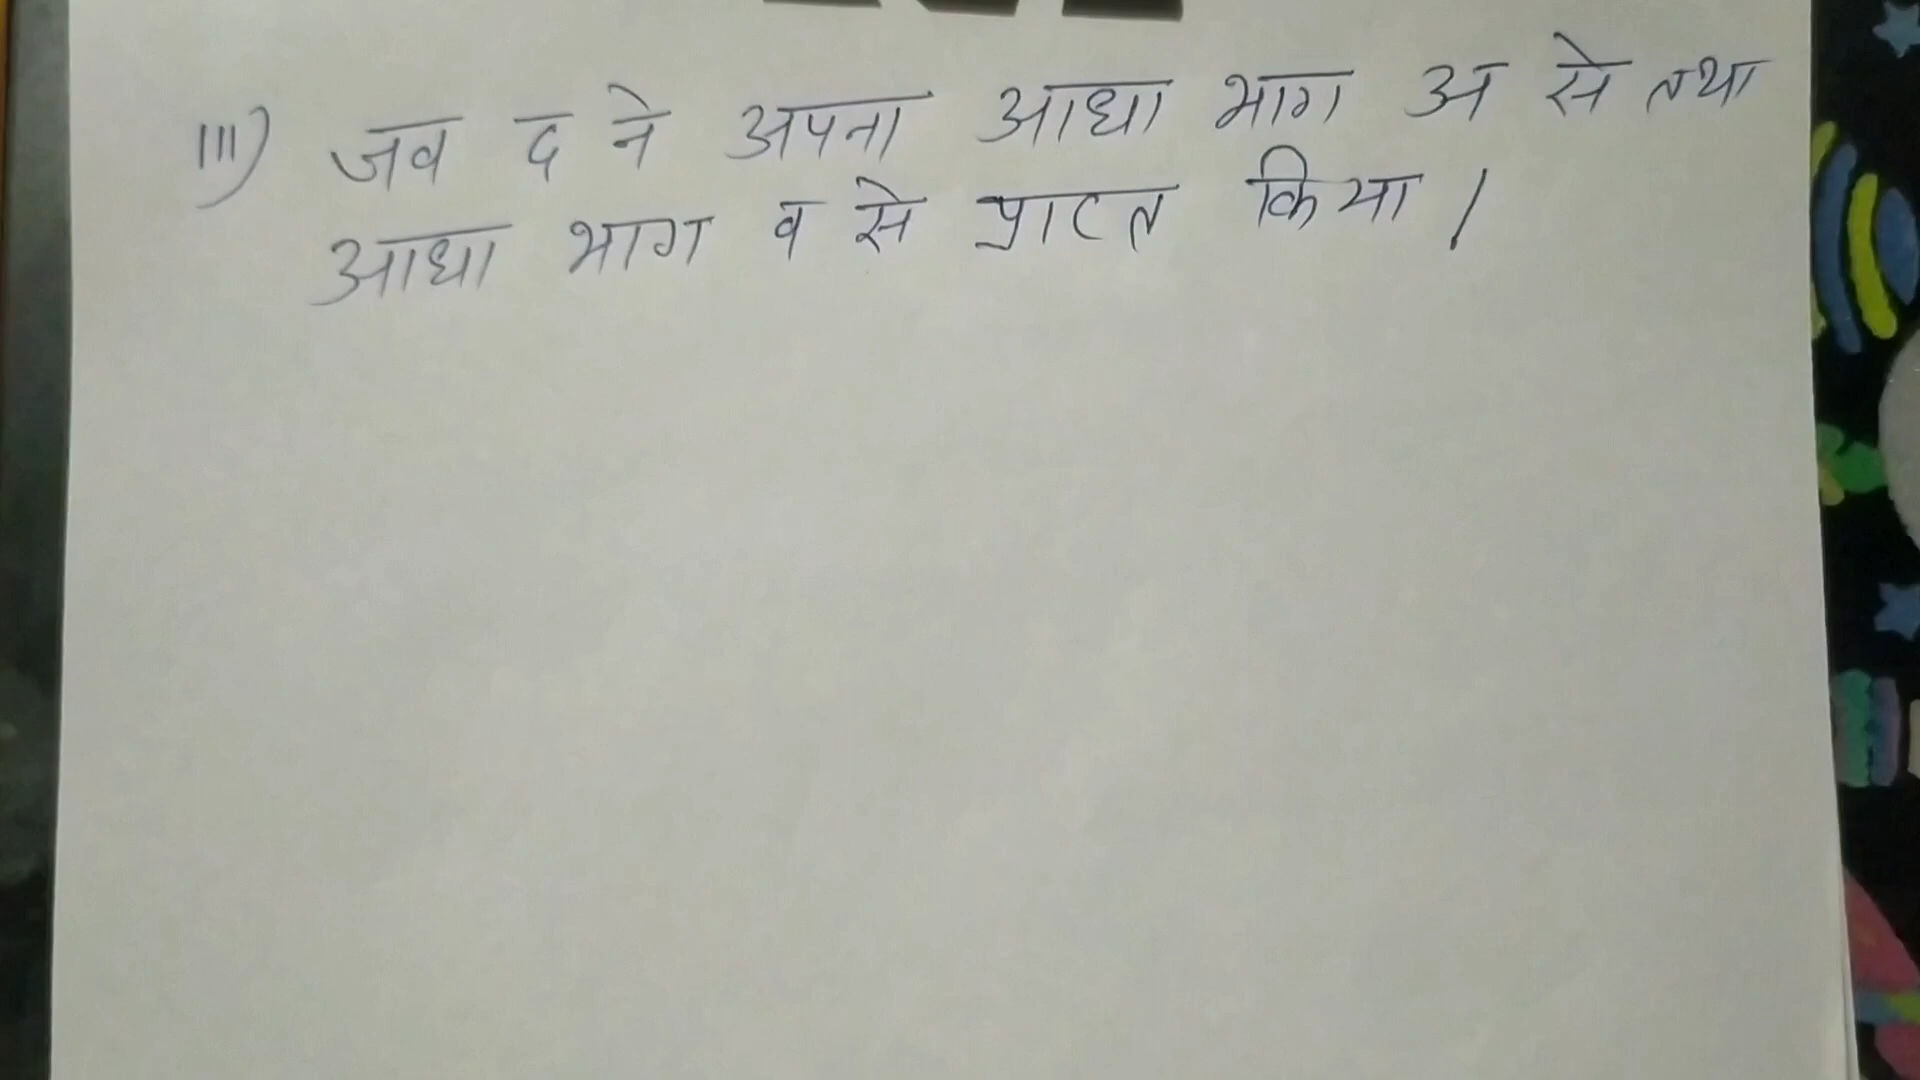 III) जब द ने अपना आधा भाग अ से तथा
आधा भाग ब से प्राप्त किया।